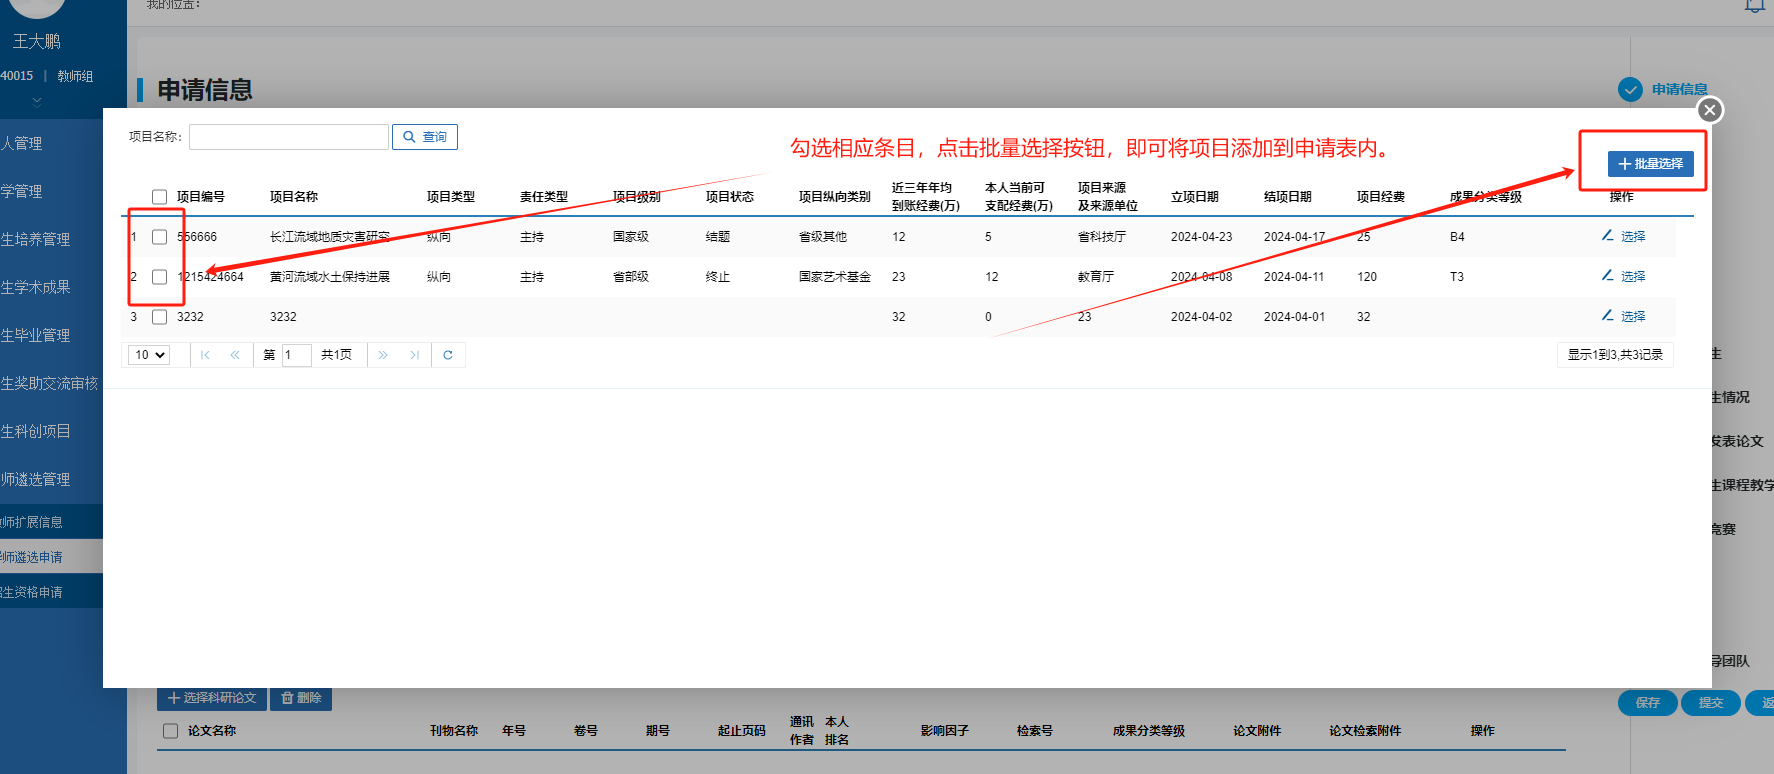 我的位置：
王大鹏
40015 | 教师组
人管理
学管理
生培养管理
生学术成果
生毕业管理
生奖助交流审核
生科创项目
师遴选管理
师扩展信息
师遴选申请
生资格申请
申请信息
申请信息
项目名称：
查询
勾选相应条目，点击批量选择按钮，即可将项目添加到申请表内。
批量选择
项目编号 项目名称 项目类型 责任类型 项目级别 项目状态 项目纵向类别 近三年年均到账经费(万) 本人当前可支配经费(万) 项目来源及来源单位 立项日期 结项日期 项目经费 成果分类等级 操作
1 556666 长江流域地质灾害研究 纵向 主持 国家级 结题 省级其他 12 5 省科技厅 2024-04-23 2024-04-17 25 B4 选择
2 1215424664 黄河流域水土保持进展 纵向 主持 省部级 终止 国家艺术基金 23 12 教育厅 2024-04-08 2024-04-11 120 T3 选择
3 3232 3232 32 0 23 2024-04-02 2024-04-01 32 选择
10 第 1 共1页 显示1到3,共3记录
生
生情况
发表论文
生课程教学
竞赛
导团队
保存 提交 返
选择科研论文 删除
论文名称 刊物名称 年号 卷号 期号 起止页码 通讯作者 本人排名 影响因子 检索号 成果分类等级 论文附件 论文检索附件 操作